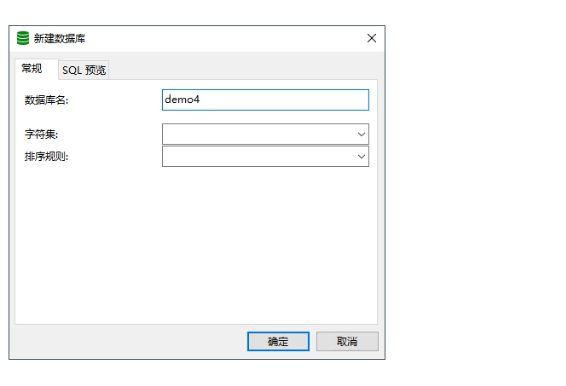 新建数据库
常规 SQL 预览
数据库名: demo4
字符集:
排序规则:
确定 取消